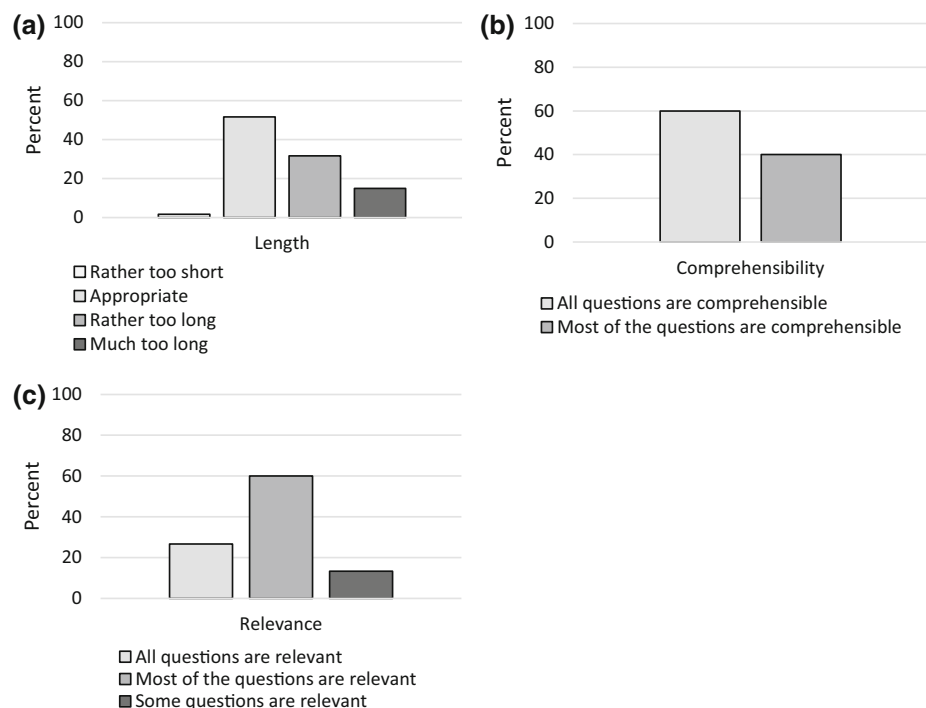 (a)
100
80
60
40
20
0
Percent
Length
Rather too short
Appropriate
Rather too long
Much too long
(b)
100
80
60
40
20
0
Percent
Comprehensibility
All questions are comprehensible
Most of the questions are comprehensible
(c)
100
80
60
40
20
0
Percent
Relevance
All questions are relevant
Most of the questions are relevant
Some questions are relevant